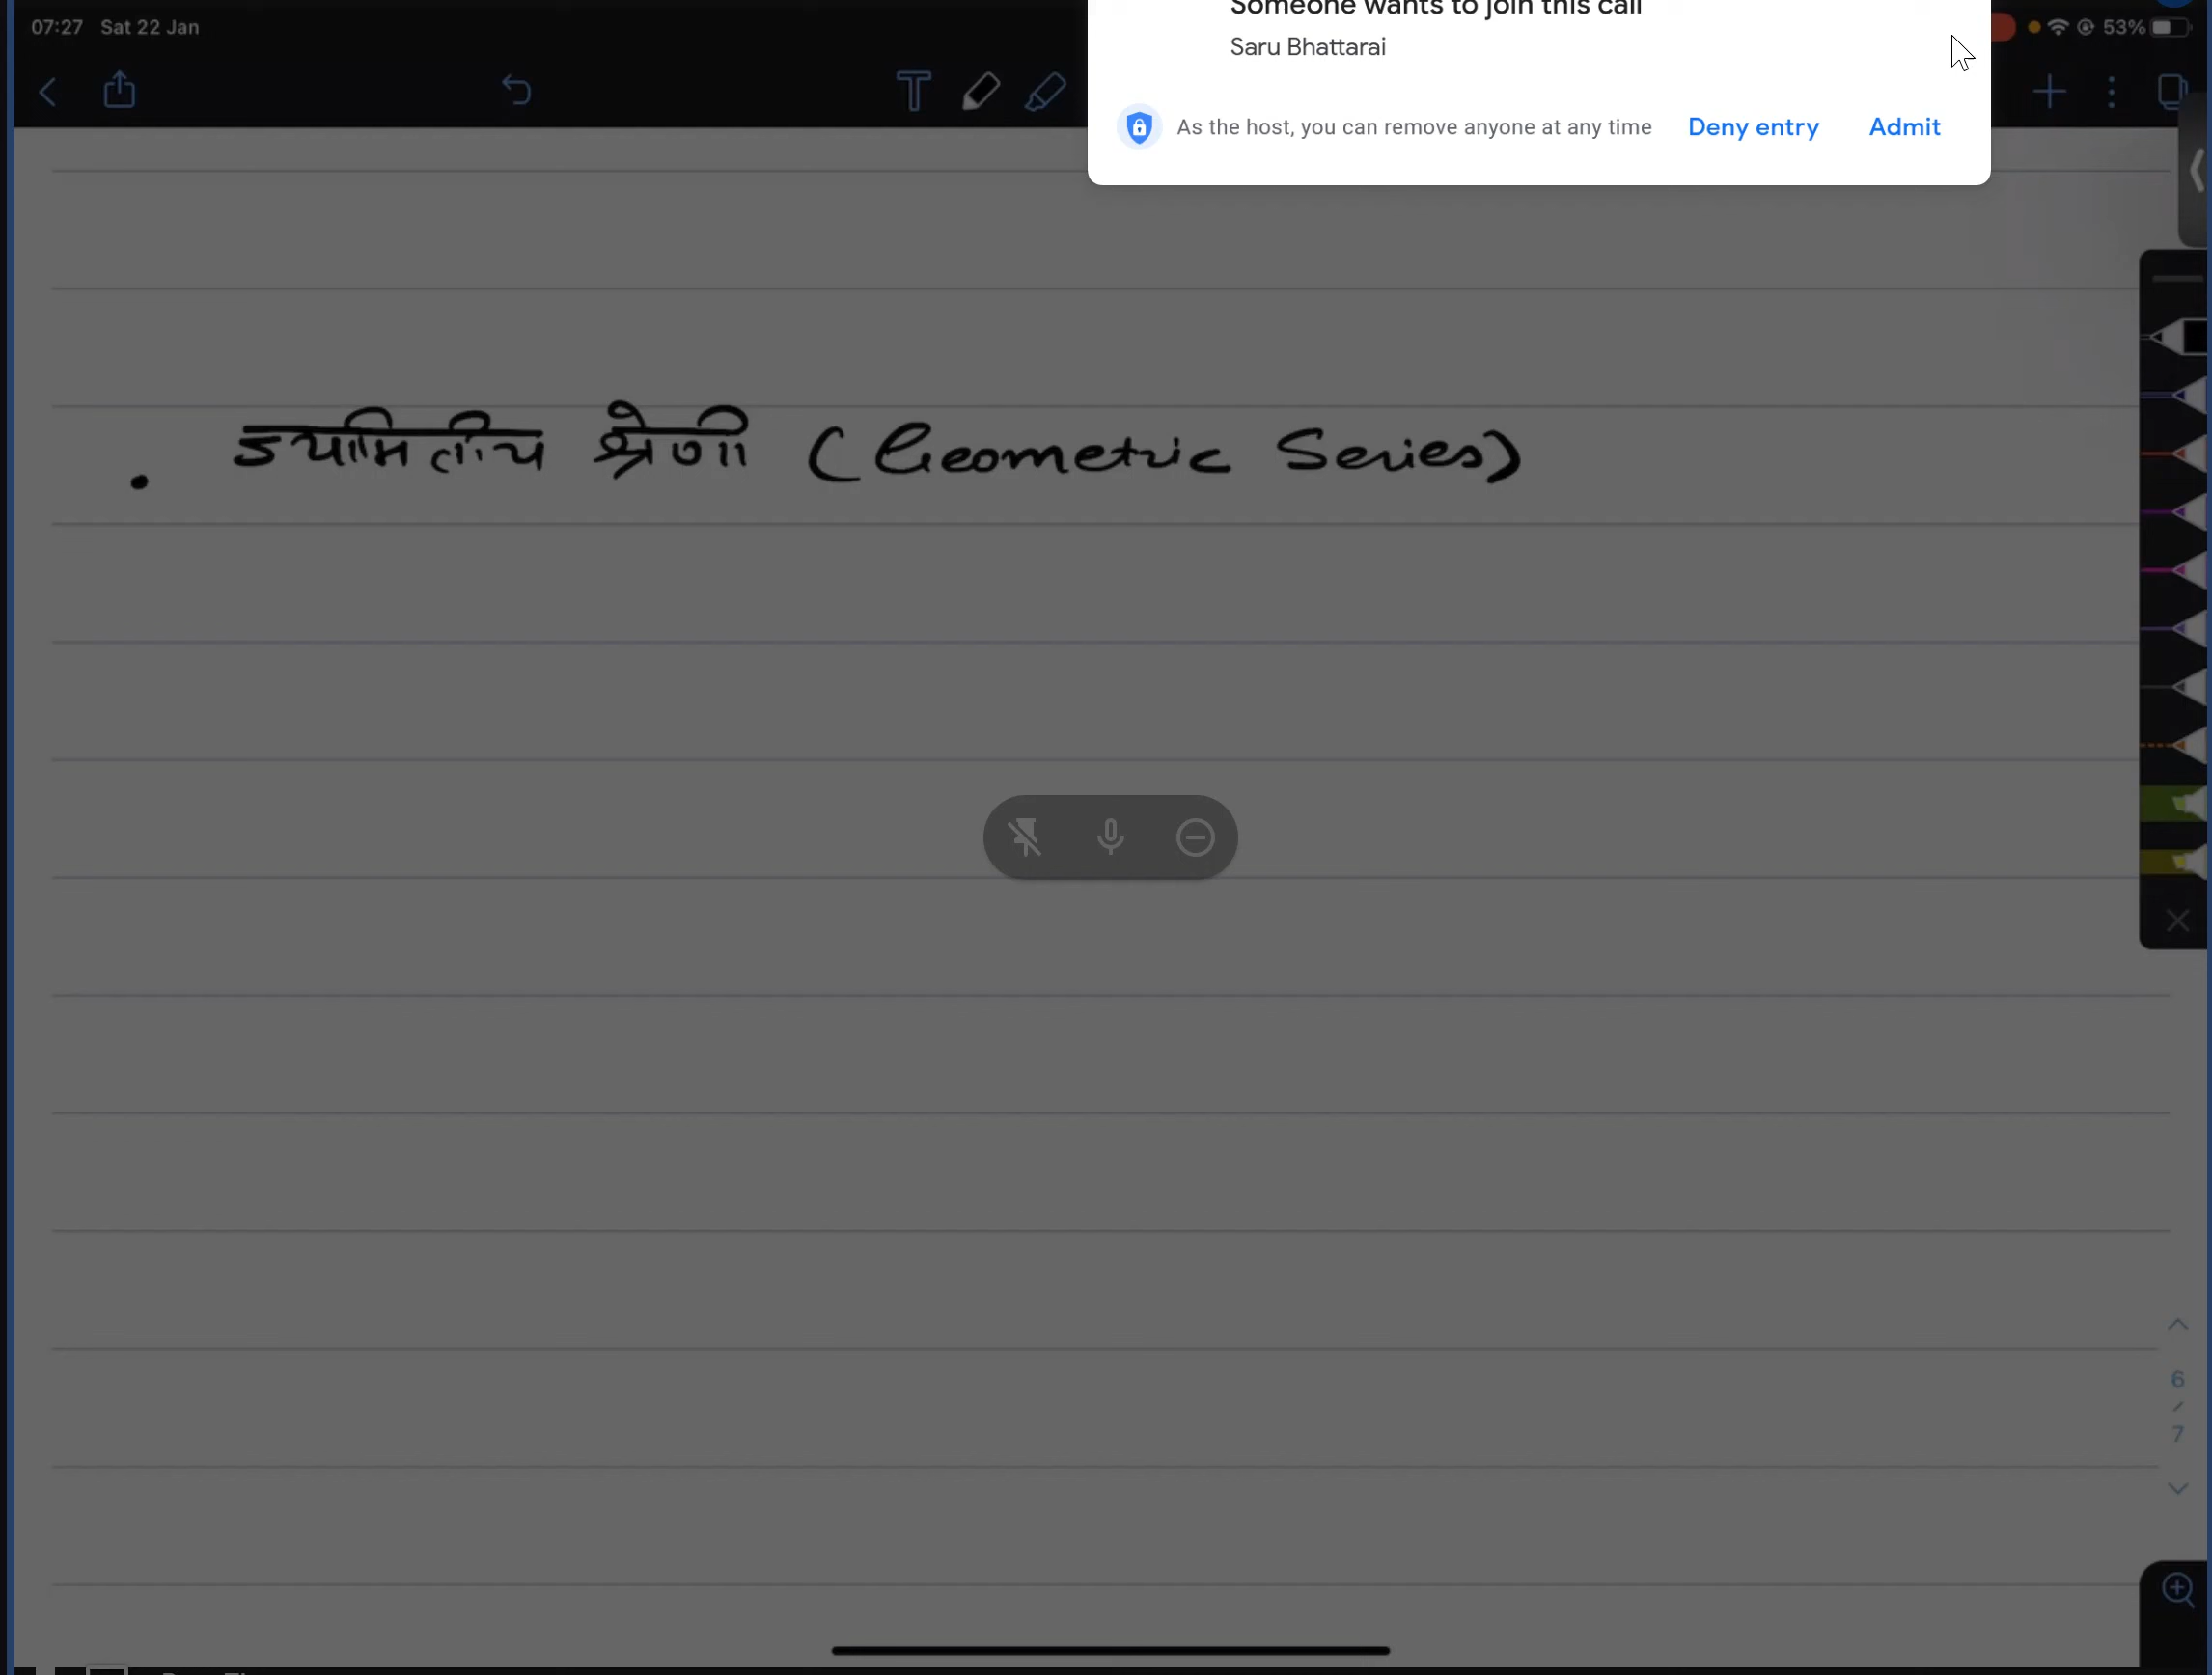 07:27 Sat 22 Jan
Someone wants to join this call
53%
Saru Bhattarai
T
As the host, you can remove anyone at any time Deny entry Admit
• ज्यामितीय श्रेणी (Geometric Series)
6
/
7